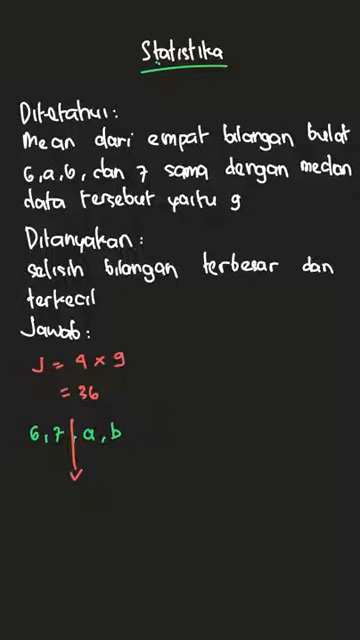 Statistika
Diketahui:
Mean dari empat bilangan bulat
6, a, b, dan 7 sama dengan median
data tersebut yaitu 9
Ditanyakan:
selisih bilangan terbesar dan
terkecil
Jawab:
J = 4 × 9
= 36
6, 7, a, b